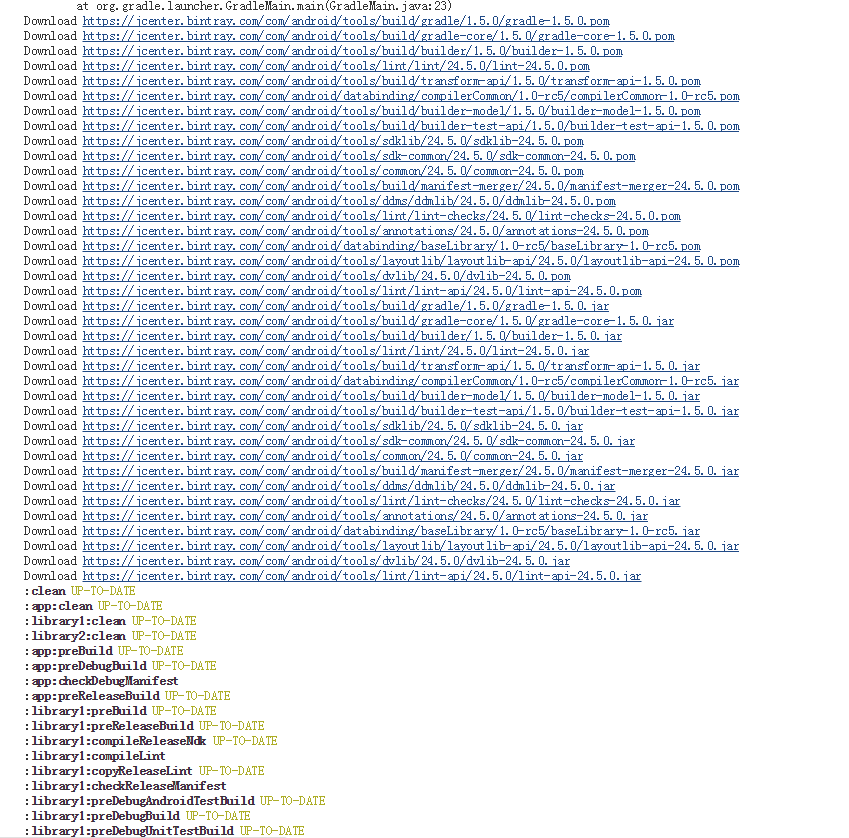 at org.gradle.launcher.GradleMain.main(GradleMain.java:23)
Download https://jcenter.bintray.com/com/android/tools/build/gradle/1.5.0/gradle-1.5.0.pom
Download https://jcenter.bintray.com/com/android/tools/build/gradle-core/1.5.0/gradle-core-1.5.0.pom
Download https://jcenter.bintray.com/com/android/tools/build/builder/1.5.0/builder-1.5.0.pom
Download https://jcenter.bintray.com/com/android/tools/lint/lint/24.5.0/lint-24.5.0.pom
Download https://jcenter.bintray.com/com/android/tools/build/transform-api/1.5.0/transform-api-1.5.0.pom
Download https://jcenter.bintray.com/com/android/databinding/compilerCommon/1.0-rc5/compilerCommon-1.0-rc5.pom
Download https://jcenter.bintray.com/com/android/tools/build/builder-model/1.5.0/builder-model-1.5.0.pom
Download https://jcenter.bintray.com/com/android/tools/build/builder-test-api/1.5.0/builder-test-api-1.5.0.pom
Download https://jcenter.bintray.com/com/android/tools/sdklib/24.5.0/sdklib-24.5.0.pom
Download https://jcenter.bintray.com/com/android/tools/sdk-common/24.5.0/sdk-common-24.5.0.pom
Download https://jcenter.bintray.com/com/android/tools/common/24.5.0/common-24.5.0.pom
Download https://jcenter.bintray.com/com/android/tools/build/manifest-merger/24.5.0/manifest-merger-24.5.0.pom
Download https://jcenter.bintray.com/com/android/tools/ddms/ddmlib/24.5.0/ddmlib-24.5.0.pom
Download https://jcenter.bintray.com/com/android/tools/lint/lint-checks/24.5.0/lint-checks-24.5.0.pom
Download https://jcenter.bintray.com/com/android/tools/annotations/24.5.0/annotations-24.5.0.pom
Download https://jcenter.bintray.com/com/android/databinding/baseLibrary/1.0-rc5/baseLibrary-1.0-rc5.pom
Download https://jcenter.bintray.com/com/android/tools/layoutlib/layoutlib-api/24.5.0/layoutlib-api-24.5.0.pom
Download https://jcenter.bintray.com/com/android/tools/dvlib/24.5.0/dvlib-24.5.0.pom
Download https://jcenter.bintray.com/com/android/tools/lint/lint-api/24.5.0/lint-api-24.5.0.pom
Download https://jcenter.bintray.com/com/android/tools/build/gradle/1.5.0/gradle-1.5.0.jar
Download https://jcenter.bintray.com/com/android/tools/build/gradle-core/1.5.0/gradle-core-1.5.0.jar
Download https://jcenter.bintray.com/com/android/tools/build/builder/1.5.0/builder-1.5.0.jar
Download https://jcenter.bintray.com/com/android/tools/lint/lint/24.5.0/lint-24.5.0.jar
Download https://jcenter.bintray.com/com/android/tools/build/transform-api/1.5.0/transform-api-1.5.0.jar
Download https://jcenter.bintray.com/com/android/databinding/compilerCommon/1.0-rc5/compilerCommon-1.0-rc5.jar
Download https://jcenter.bintray.com/com/android/tools/build/builder-model/1.5.0/builder-model-1.5.0.jar
Download https://jcenter.bintray.com/com/android/tools/build/builder-test-api/1.5.0/builder-test-api-1.5.0.jar
Download https://jcenter.bintray.com/com/android/tools/sdklib/24.5.0/sdklib-24.5.0.jar
Download https://jcenter.bintray.com/com/android/tools/sdk-common/24.5.0/sdk-common-24.5.0.jar
Download https://jcenter.bintray.com/com/android/tools/common/24.5.0/common-24.5.0.jar
Download https://jcenter.bintray.com/com/android/tools/build/manifest-merger/24.5.0/manifest-merger-24.5.0.jar
Download https://jcenter.bintray.com/com/android/tools/ddms/ddmlib/24.5.0/ddmlib-24.5.0.jar
Download https://jcenter.bintray.com/com/android/tools/lint/lint-checks/24.5.0/lint-checks-24.5.0.jar
Download https://jcenter.bintray.com/com/android/tools/annotations/24.5.0/annotations-24.5.0.jar
Download https://jcenter.bintray.com/com/android/databinding/baseLibrary/1.0-rc5/baseLibrary-1.0-rc5.jar
Download https://jcenter.bintray.com/com/android/tools/layoutlib/layoutlib-api/24.5.0/layoutlib-api-24.5.0.jar
Download https://jcenter.bintray.com/com/android/tools/dvlib/24.5.0/dvlib-24.5.0.jar
Download https://jcenter.bintray.com/com/android/tools/lint/lint-api/24.5.0/lint-api-24.5.0.jar
:clean UP-TO-DATE
:app:clean UP-TO-DATE
:library1:clean UP-TO-DATE
:library2:clean UP-TO-DATE
:app:preBuild UP-TO-DATE
:app:preDebugBuild UP-TO-DATE
:app:checkDebugManifest
:app:preReleaseBuild UP-TO-DATE
:library1:preBuild UP-TO-DATE
:library1:preReleaseBuild UP-TO-DATE
:library1:compileReleaseNdk UP-TO-DATE
:library1:compileLint
:library1:copyReleaseLint UP-TO-DATE
:library1:checkReleaseManifest
:library1:preDebugAndroidTestBuild UP-TO-DATE
:library1:preDebugBuild UP-TO-DATE
:library1:preDebugUnitTestBuild UP-TO-DATE